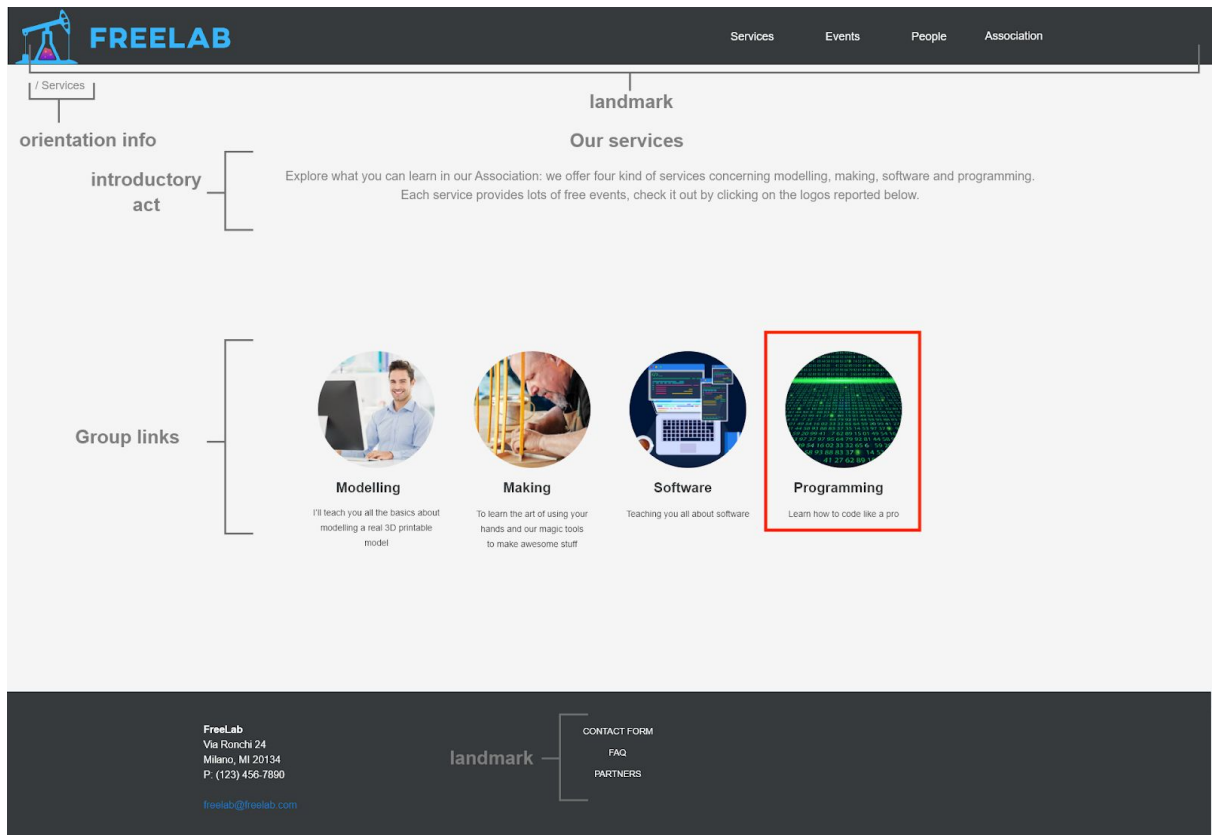 FREELAB
Services Events People Association
/ Services
landmark
orientation info
Our services
introductory
act
Explore what you can learn in our Association: we offer four kind of services concerning modelling, making, software and programming.
Each service provides lots of free events, check it out by clicking on the logos reported below.
Group links
Modelling
I'll teach you all the basics about
modelling a real 3D printable
model
Making
To learn the art of using your
hands and our magic tools
to make awesome stuff
Software
Teaching you all about software
Programming
Learn how to code like a pro
FreeLab
Via Ronchi 24
Milano, MI 20134
P: (123) 456-7890
freelab@freelab.com
landmark
CONTACT FORM
FAQ
PARTNERS